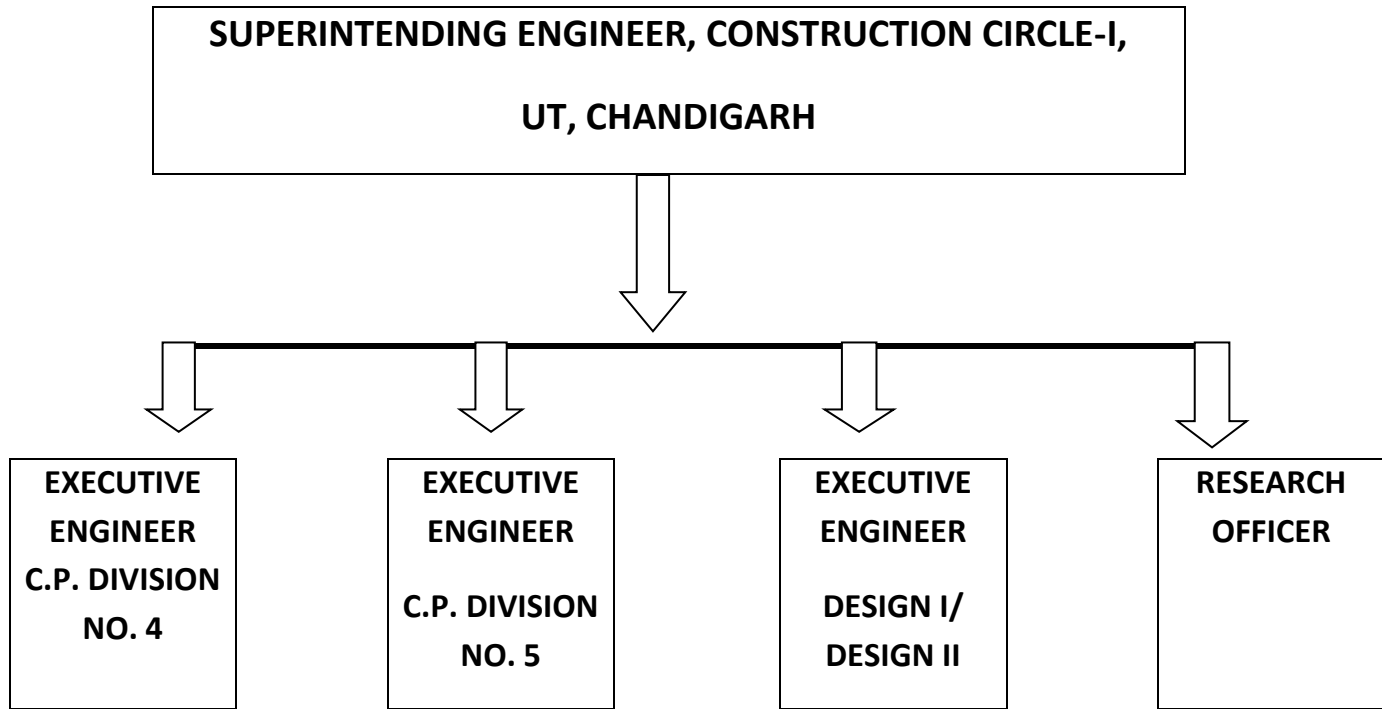 SUPERINTENDING ENGINEER, CONSTRUCTION CIRCLE-I,
UT, CHANDIGARH
EXECUTIVE
ENGINEER
C.P. DIVISION
NO. 4
EXECUTIVE
ENGINEER
C.P. DIVISION
NO. 5
EXECUTIVE
ENGINEER
DESIGN I/
DESIGN II
RESEARCH
OFFICER